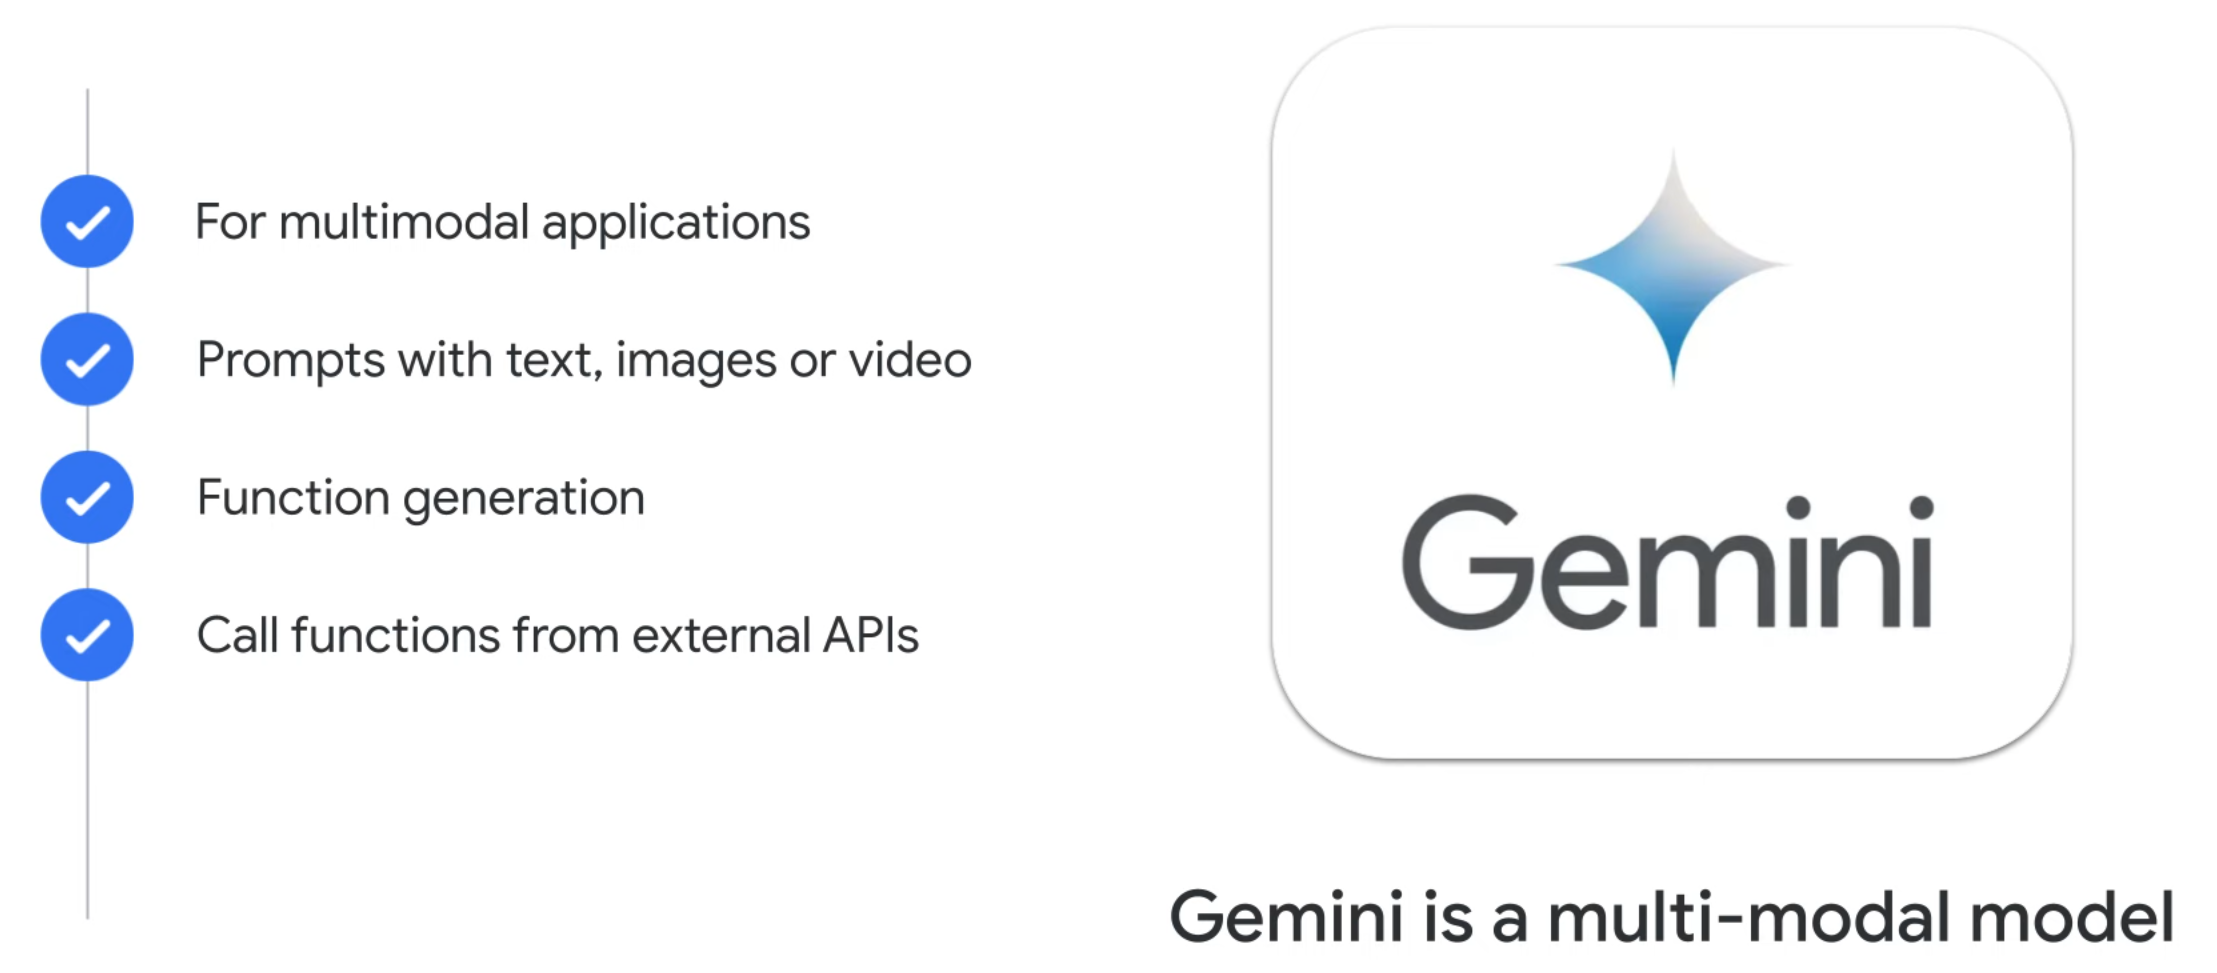 For multimodal applications
Prompts with text, images or video
Function generation
Call functions from external APIs
Gemini
Gemini is a multi-modal model